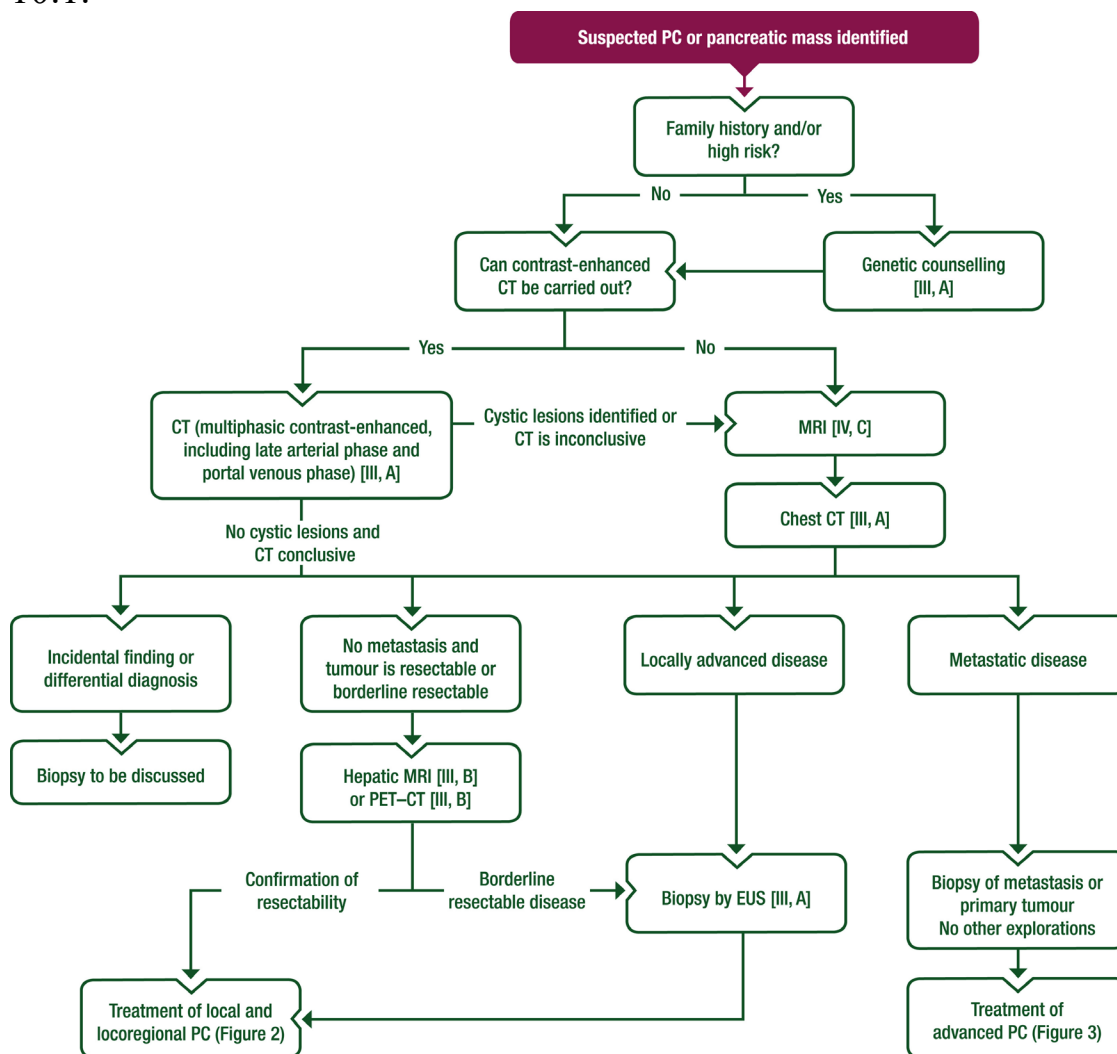 Suspected PC or pancreatic mass identified
Family history and/or
high risk?
No
Yes
Can contrast-enhanced
CT be carried out?
Genetic counselling
[III, A]
Yes
No
CT (multiphasic contrast-enhanced,
including late arterial phase and
portal venous phase) [III, A]
Cystic lesions identified or
CT is inconclusive
MRI [IV, C]
Chest CT [III, A]
No cystic lesions and
CT conclusive
Incidental finding or
differential diagnosis
No metastasis and
tumour is resectable or
borderline resectable
Locally advanced disease
Metastatic disease
Biopsy to be discussed
Hepatic MRI [III, B]
or PET–CT [III, B]
Confirmation of
resectability
Borderline
resectable disease
Biopsy by EUS [III, A]
Biopsy of metastasis or
primary tumour
No other explorations
Treatment of local and
locoregional PC (Figure 2)
Treatment of
advanced PC (Figure 3)